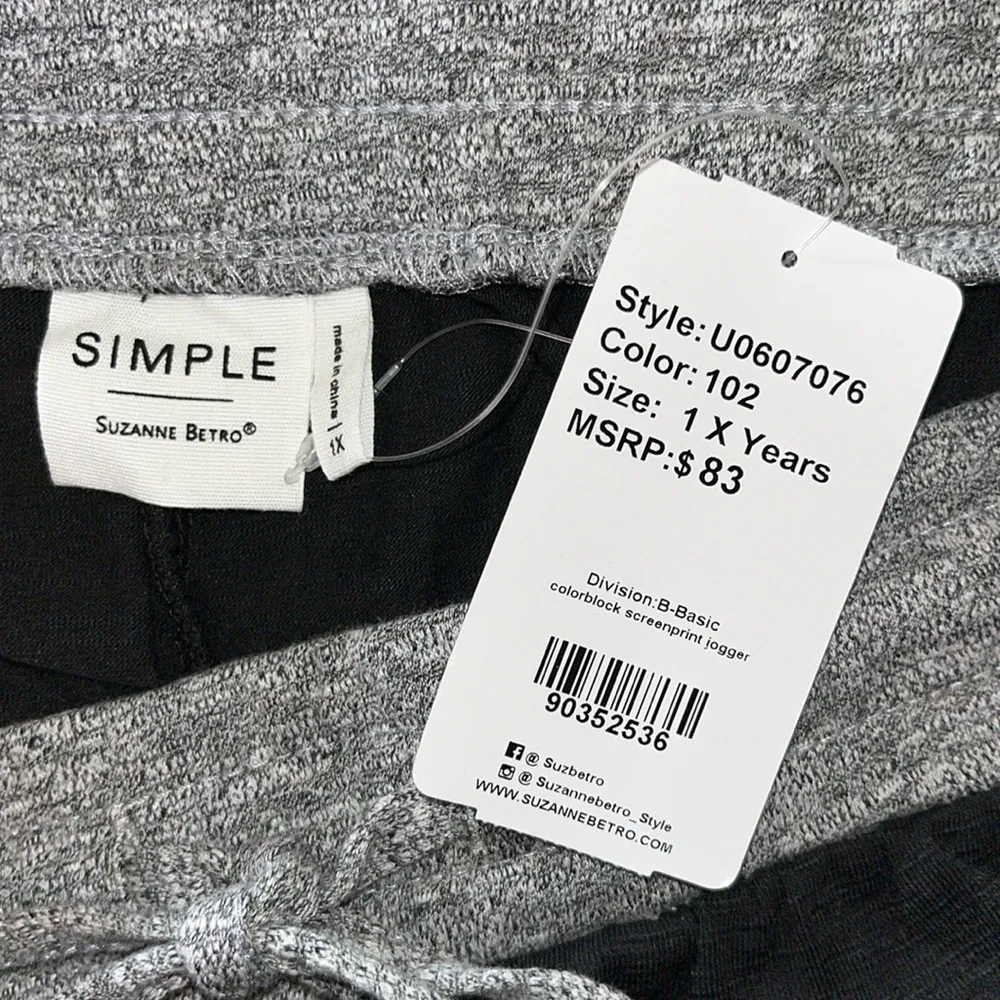 SIMPLE
SUZANNE BETRO®
made in china | 1X
Style: U0607076
Color: 102
Size: 1 X Years
MSRP:$ 83
Division:B-Basic
colorblock screenprint jogger
90352536
@ Suzbetro
@ Suzannebetro_Style
WWW.SUZANNEBETRO.COM